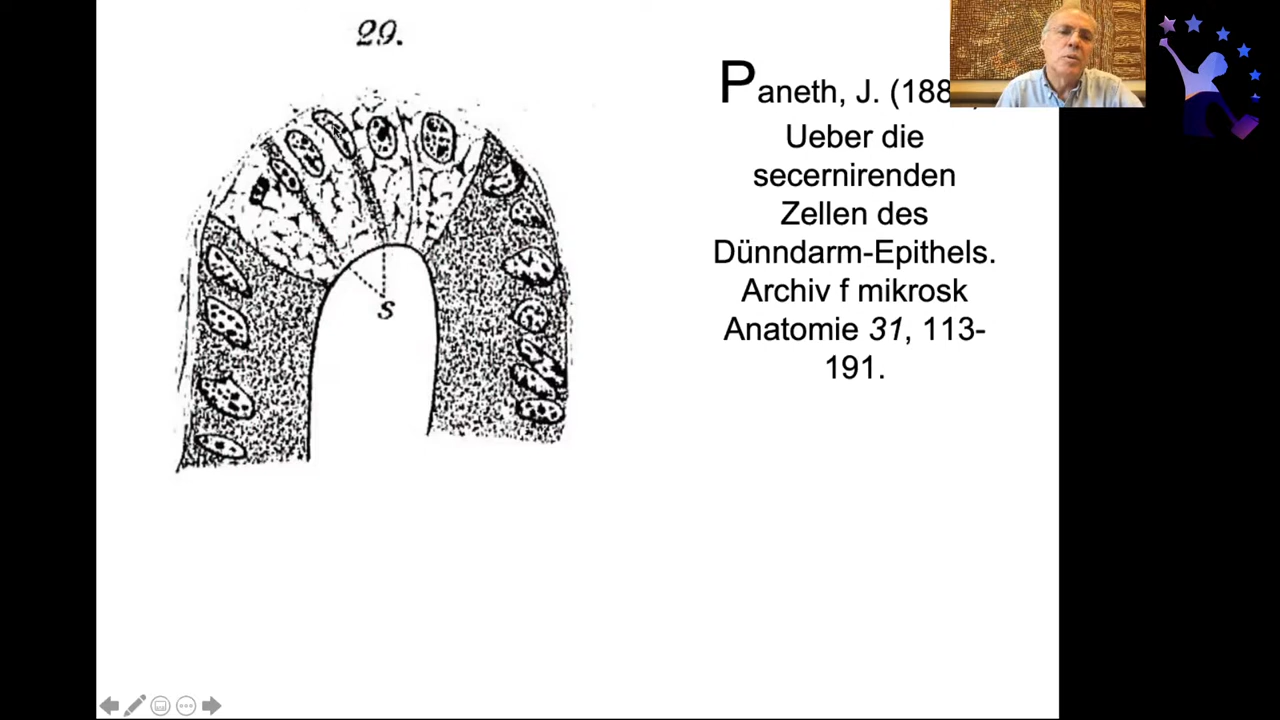 29.
s
Paneth, J. (188
Ueber die
secernirenden
Zellen des
Dünndarm-Epithels.
Archiv f mikrosk
Anatomie 31, 113-
191.